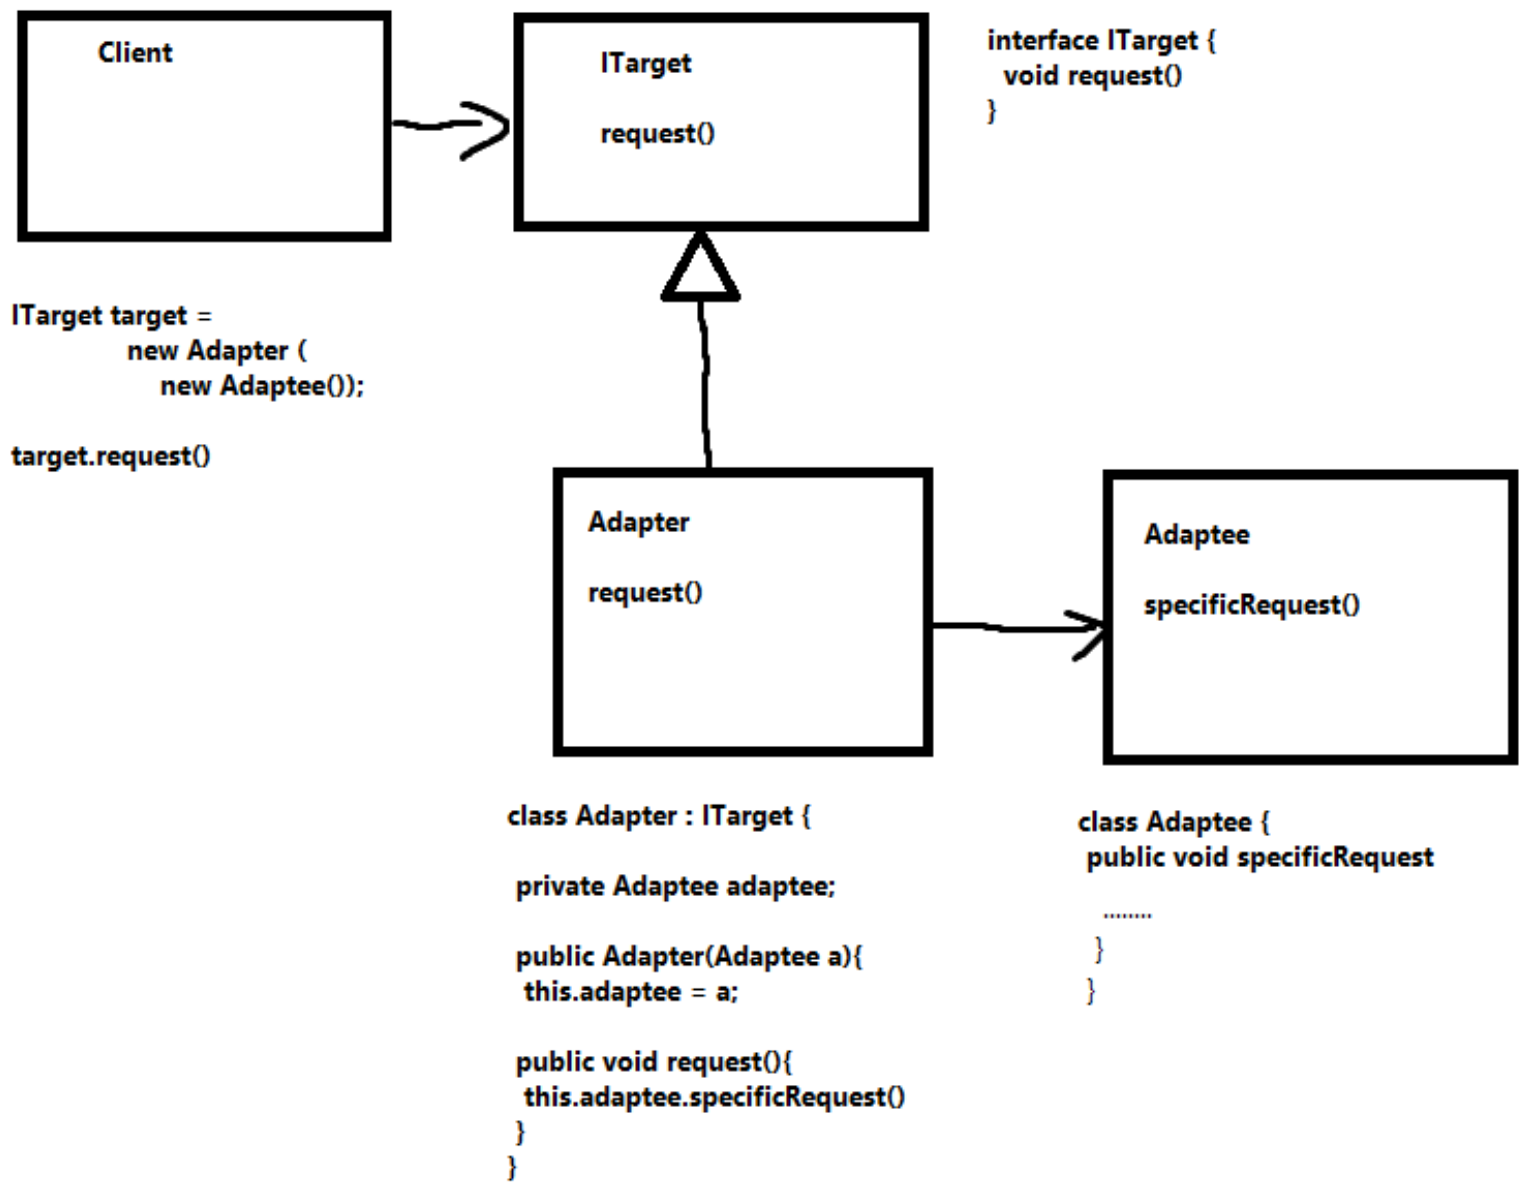 Client
ITarget
request()
interface ITarget {
void request()
}
ITarget target =
new Adapter (
new Adaptee());
target.request()
Adapter
request()
Adaptee
specificRequest()
class Adapter : ITarget {
private Adaptee adaptee;
public Adapter(Adaptee a){
this.adaptee = a;
public void request(){
this.adaptee.specificRequest()
}
}
class Adaptee {
public void specificRequest
........
}
}